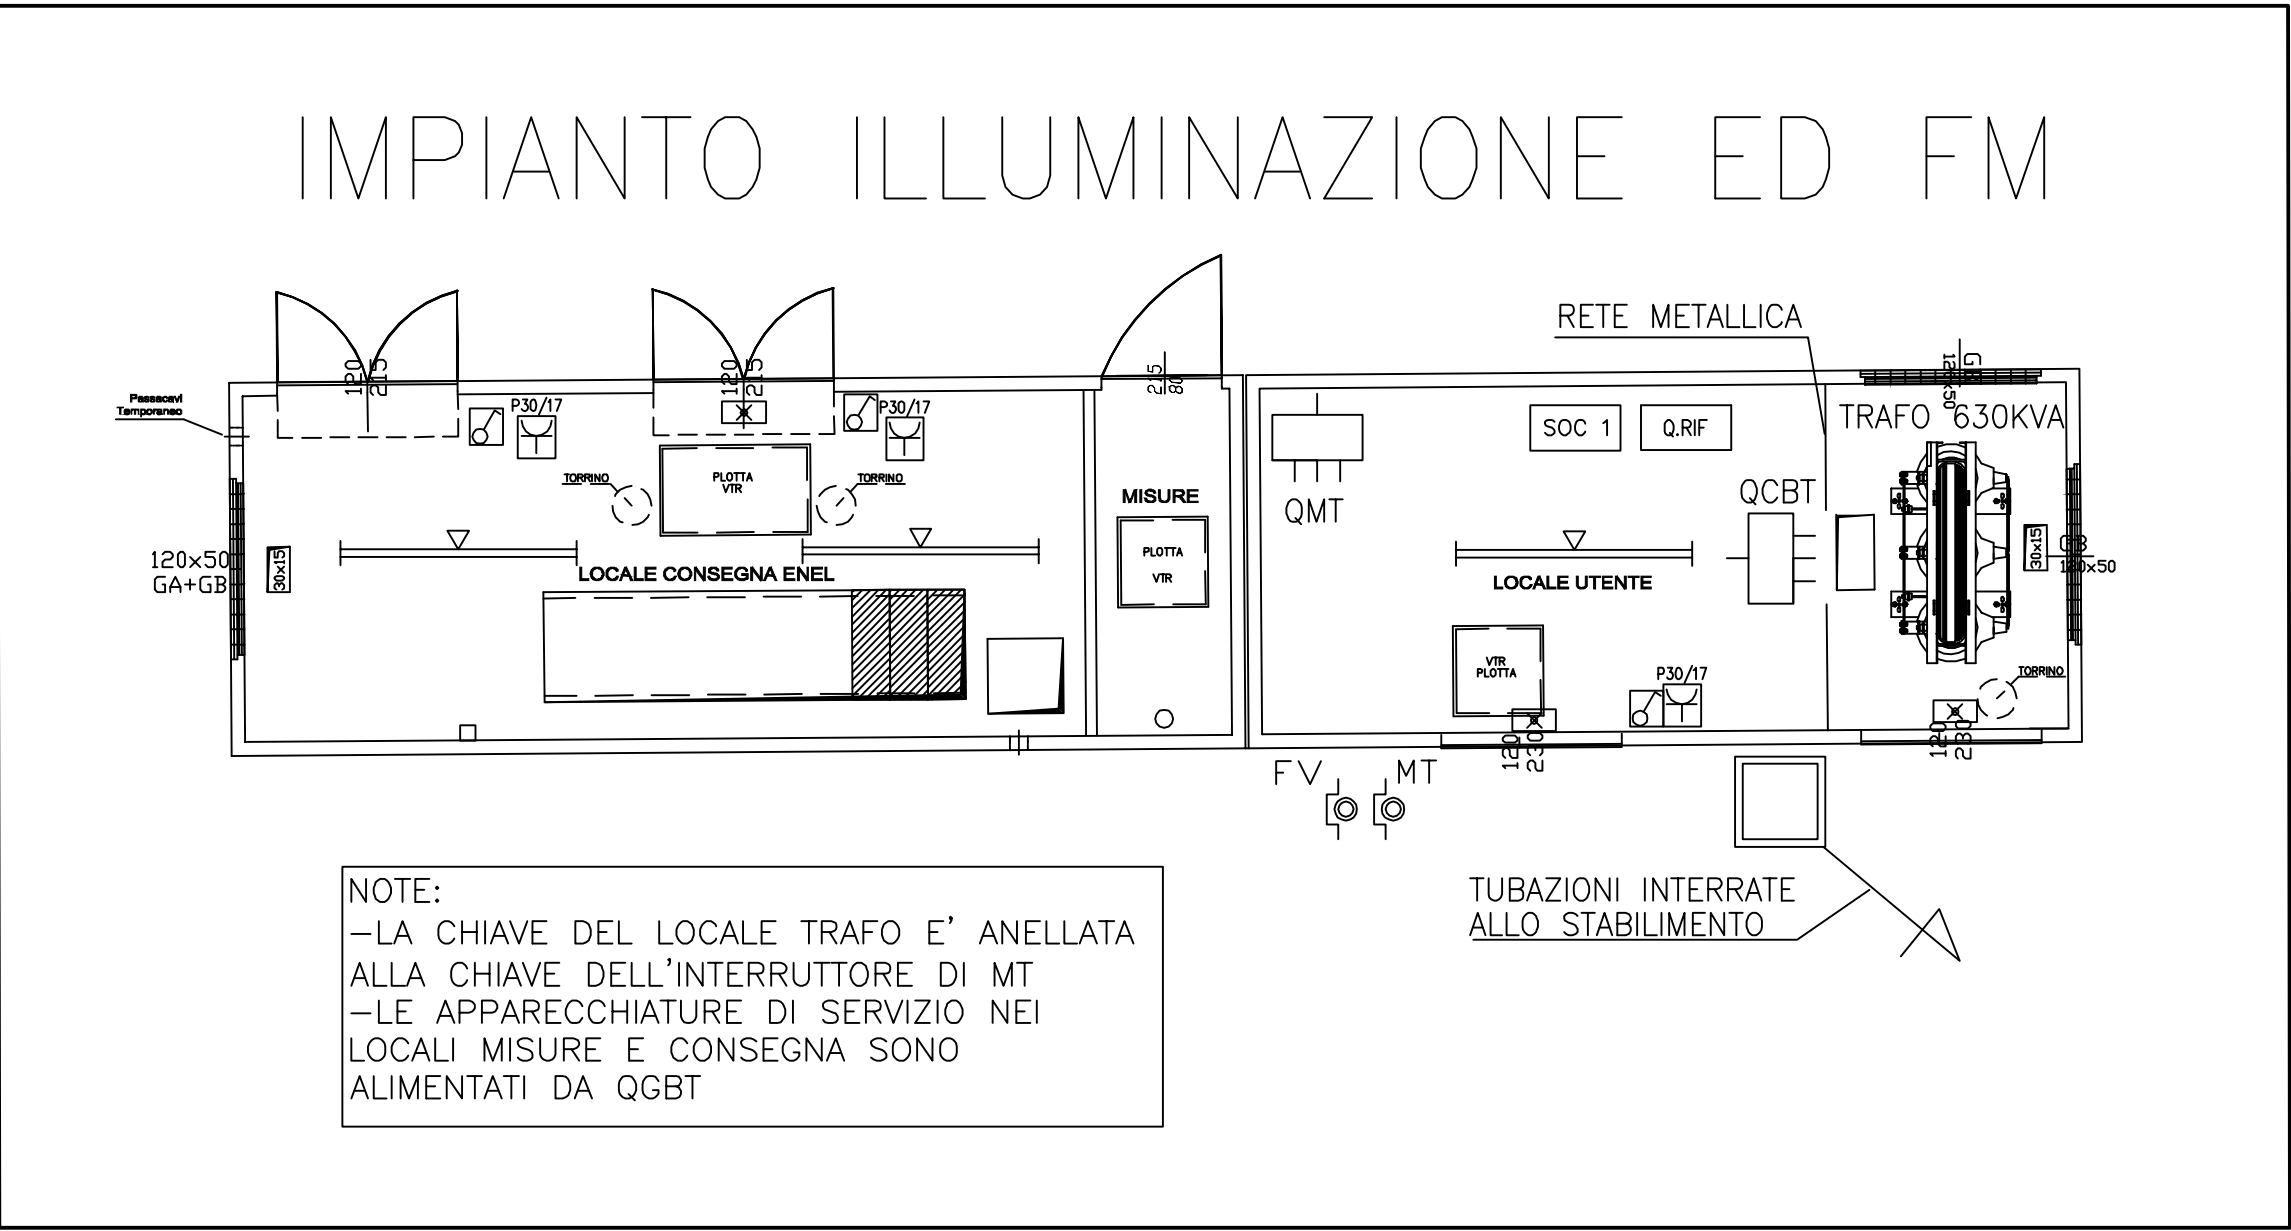 IMPIANTO ILLUMINAZIONE ED FM
RETE METALLICA
120
215
120
215
215
80
GB
120x50
Passacavi
Temporaneo
P30/17
P30/17
SOC 1
Q.RIF
TRAFO 630KVA
TORRINO
PLOTTA
VTR
TORRINO
MISURE
QMT
QCBT
120x50
GA+GB
30x15
LOCALE CONSEGNA ENEL
PLOTTA
VTR
LOCALE UTENTE
30x15
GB
120x50
VTR
PLOTTA
P30/17
TORRINO
120
230
120
230
FV
MT
NOTE:
-LA CHIAVE DEL LOCALE TRAFO E' ANELLATA
ALLA CHIAVE DELL'INTERRUTTORE DI MT
-LE APPARECCHIATURE DI SERVIZIO NEI
LOCALI MISURE E CONSEGNA SONO
ALIMENTATI DA QGBT
TUBAZIONI INTERRATE
ALLO STABILIMENTO